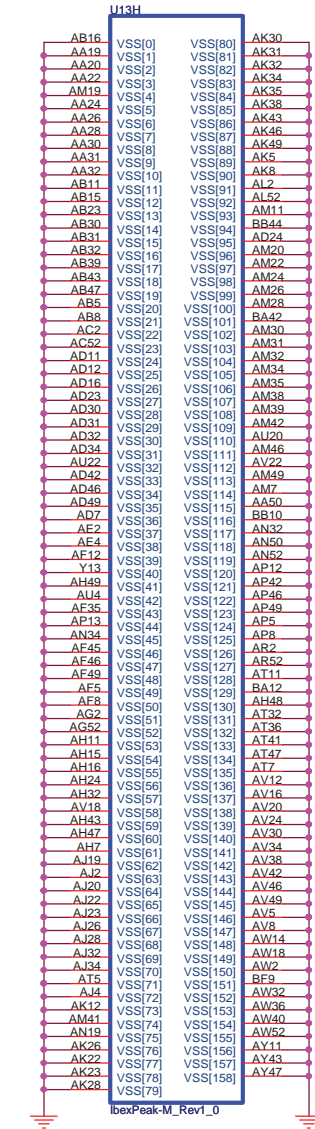 U13H
AB16 VSS[0] VSS[80] AK30
AA19 VSS[1] VSS[81] AK31
AA20 VSS[2] VSS[82] AK32
AA22 VSS[3] VSS[83] AK34
AM19 VSS[4] VSS[84] AK35
AA24 VSS[5] VSS[85] AK38
AA26 VSS[6] VSS[86] AK43
AA28 VSS[7] VSS[87] AK46
AA30 VSS[8] VSS[88] AK49
AA31 VSS[9] VSS[89] AK5
AA32 VSS[10] VSS[90] AK8
AB11 VSS[11] VSS[91] AL2
AB15 VSS[12] VSS[92] AL52
AB23 VSS[13] VSS[93] AM11
AB30 VSS[14] VSS[94] BB44
AB31 VSS[15] VSS[95] AD24
AB32 VSS[16] VSS[96] AM20
AB39 VSS[17] VSS[97] AM22
AB43 VSS[18] VSS[98] AM24
AB47 VSS[19] VSS[99] AM26
AB5 VSS[20] VSS[100] AM28
AB8 VSS[21] VSS[101] BA42
AC2 VSS[22] VSS[102] AM30
AC52 VSS[23] VSS[103] AM31
AD11 VSS[24] VSS[104] AM32
AD12 VSS[25] VSS[105] AM34
AD16 VSS[26] VSS[106] AM35
AD23 VSS[27] VSS[107] AM38
AD30 VSS[28] VSS[108] AM39
AD31 VSS[29] VSS[109] AM42
AD32 VSS[30] VSS[110] AU20
AD34 VSS[31] VSS[111] AM46
AU22 VSS[32] VSS[112] AV22
AD42 VSS[33] VSS[113] AM49
AD46 VSS[34] VSS[114] AM7
AD49 VSS[35] VSS[115] AA50
AD7 VSS[36] VSS[116] BB10
AE2 VSS[37] VSS[117] AN32
AE4 VSS[38] VSS[118] AN50
AF12 VSS[39] VSS[119] AN52
Y13 VSS[40] VSS[120] AP12
AH49 VSS[41] VSS[121] AP42
AU4 VSS[42] VSS[122] AP46
AF35 VSS[43] VSS[123] AP49
AP13 VSS[44] VSS[124] AP5
AN34 VSS[45] VSS[125] AP8
AF45 VSS[46] VSS[126] AR2
AF46 VSS[47] VSS[127] AR52
AF49 VSS[48] VSS[128] AT11
AF5 VSS[49] VSS[129] BA12
AF8 VSS[50] VSS[130] AH48
AG2 VSS[51] VSS[131] AT32
AG52 VSS[52] VSS[132] AT36
AH11 VSS[53] VSS[133] AT41
AH15 VSS[54] VSS[134] AT47
AH16 VSS[55] VSS[135] AT7
AH24 VSS[56] VSS[136] AV12
AH32 VSS[57] VSS[137] AV16
AV18 VSS[58] VSS[138] AV20
AH43 VSS[59] VSS[139] AV24
AH47 VSS[60] VSS[140] AV30
AH7 VSS[61] VSS[141] AV34
AJ19 VSS[62] VSS[142] AV38
AJ2 VSS[63] VSS[143] AV42
AJ20 VSS[64] VSS[144] AV46
AJ22 VSS[65] VSS[145] AV49
AJ23 VSS[66] VSS[146] AV5
AJ26 VSS[67] VSS[147] AV8
AJ28 VSS[68] VSS[148] AW14
AJ32 VSS[69] VSS[149] AW18
AJ34 VSS[70] VSS[150] AW2
AT5 VSS[71] VSS[151] BF9
AJ4 VSS[72] VSS[152] AW32
AK12 VSS[73] VSS[153] AW36
AM41 VSS[74] VSS[154] AW40
AN19 VSS[75] VSS[155] AW52
AK26 VSS[76] VSS[156] AY11
AK22 VSS[77] VSS[157] AY43
AK23 VSS[78] VSS[158] AY47
AK28 VSS[79]
IbexPeak-M_Rev1_0